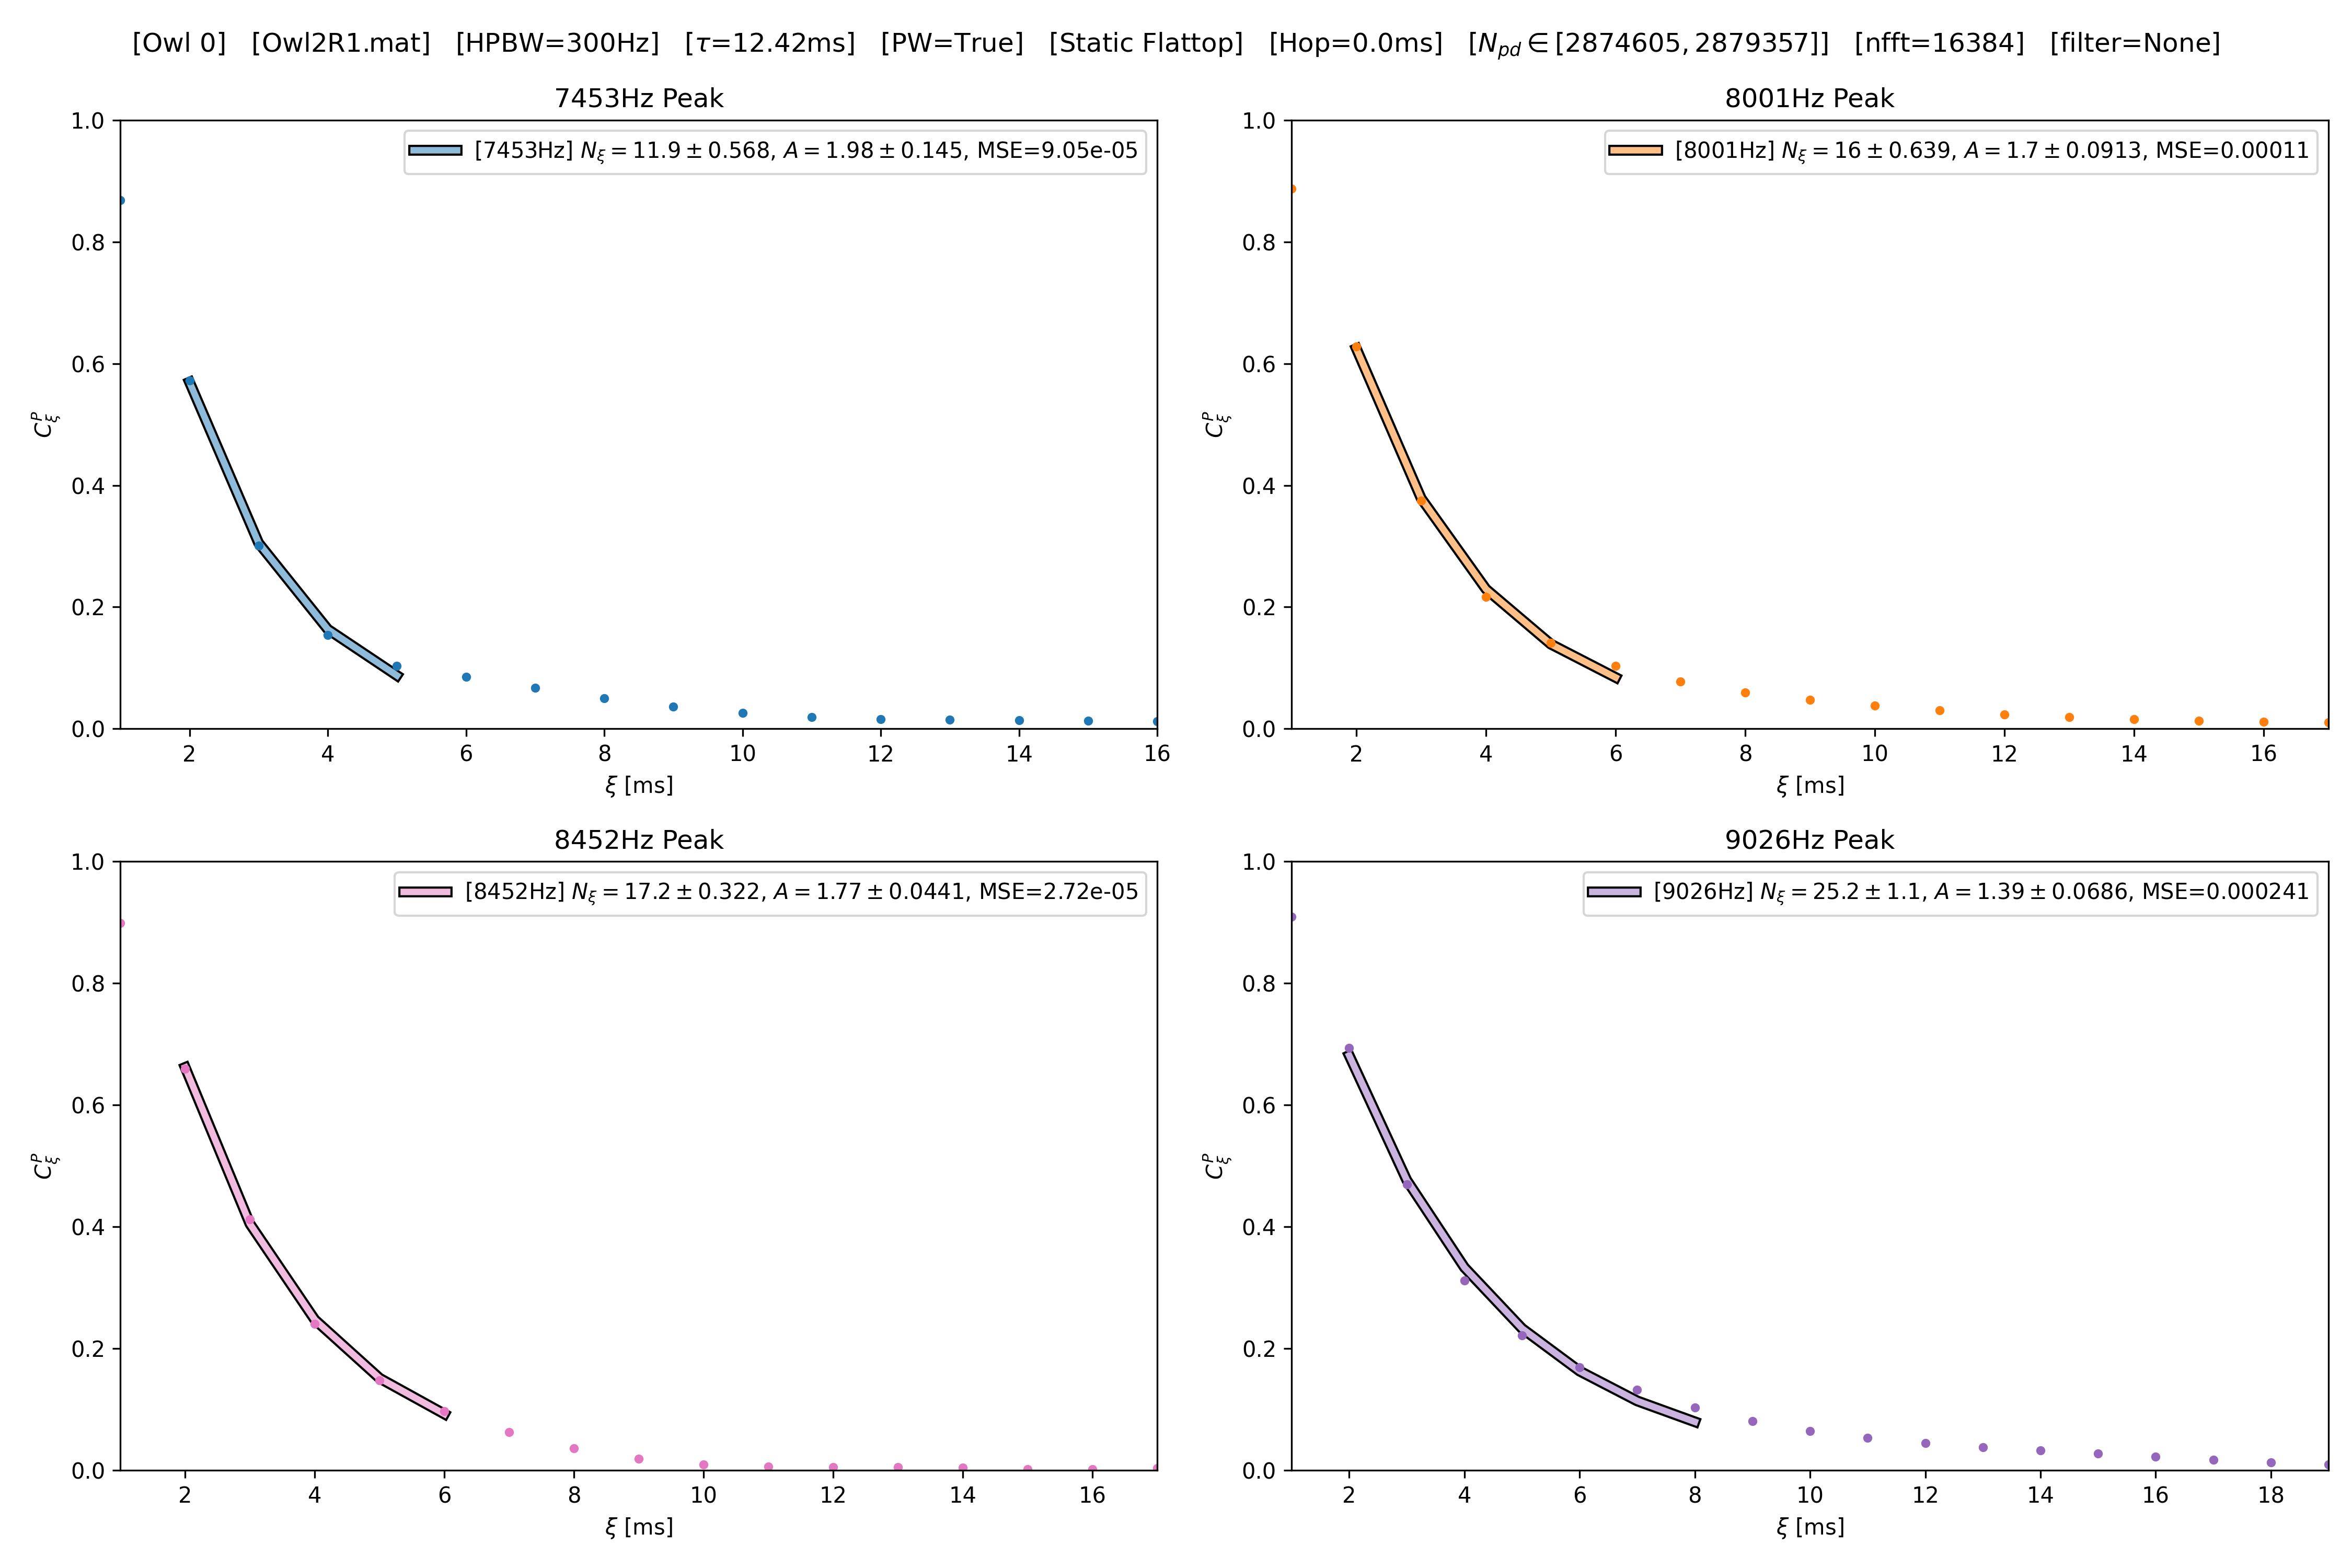 [Owl 0] [Owl2R1.mat] [HPBW=300Hz] [τ=12.42ms] [PW=True] [Static Flattop] [Hop=0.0ms] [N_{pd} ∈ [2874605, 2879357]] [nfft=16384] [filter=None]
7453Hz Peak
[7453Hz] N_ξ = 11.9 ± 0.568, A = 1.98 ± 0.145, MSE=9.05e-05
1.0
0.8
0.6
0.4
0.2
0.0
C_ξ^P
2 4 6 8 10 12 14 16
ξ [ms]
8001Hz Peak
[8001Hz] N_ξ = 16 ± 0.639, A = 1.7 ± 0.0913, MSE=0.00011
1.0
0.8
0.6
0.4
0.2
0.0
C_ξ^P
2 4 6 8 10 12 14 16
ξ [ms]
8452Hz Peak
[8452Hz] N_ξ = 17.2 ± 0.322, A = 1.77 ± 0.0441, MSE=2.72e-05
1.0
0.8
0.6
0.4
0.2
0.0
C_ξ^P
2 4 6 8 10 12 14 16
ξ [ms]
9026Hz Peak
[9026Hz] N_ξ = 25.2 ± 1.1, A = 1.39 ± 0.0686, MSE=0.000241
1.0
0.8
0.6
0.4
0.2
0.0
C_ξ^P
2 4 6 8 10 12 14 16 18
ξ [ms]